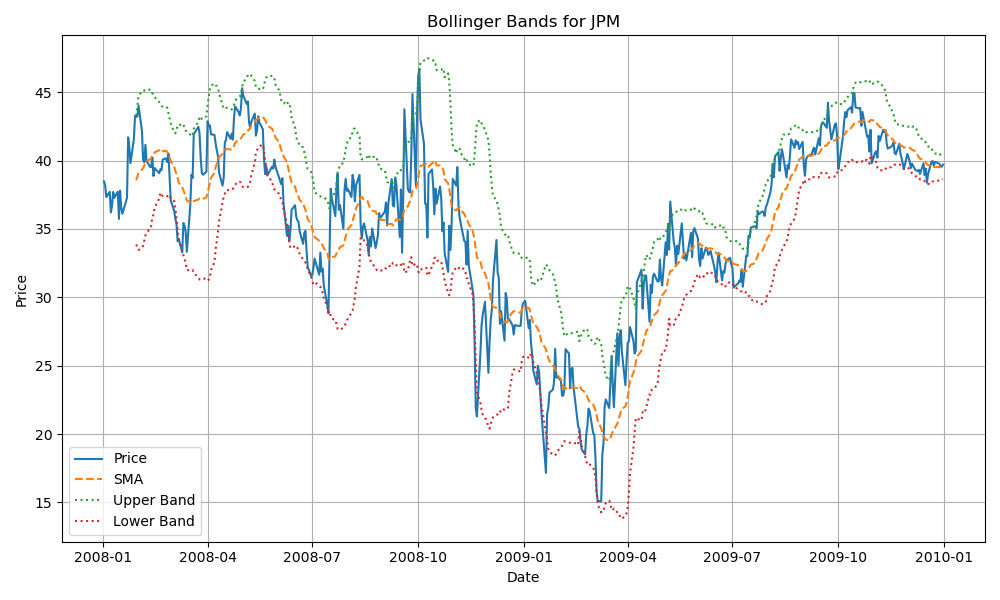 Bollinger Bands for JPM
Price
45
40
35
30
25
20
15
Price
SMA
Upper Band
Lower Band
2008-01 2008-04 2008-07 2008-10 2009-01 2009-04 2009-07 2009-10 2010-01
Date